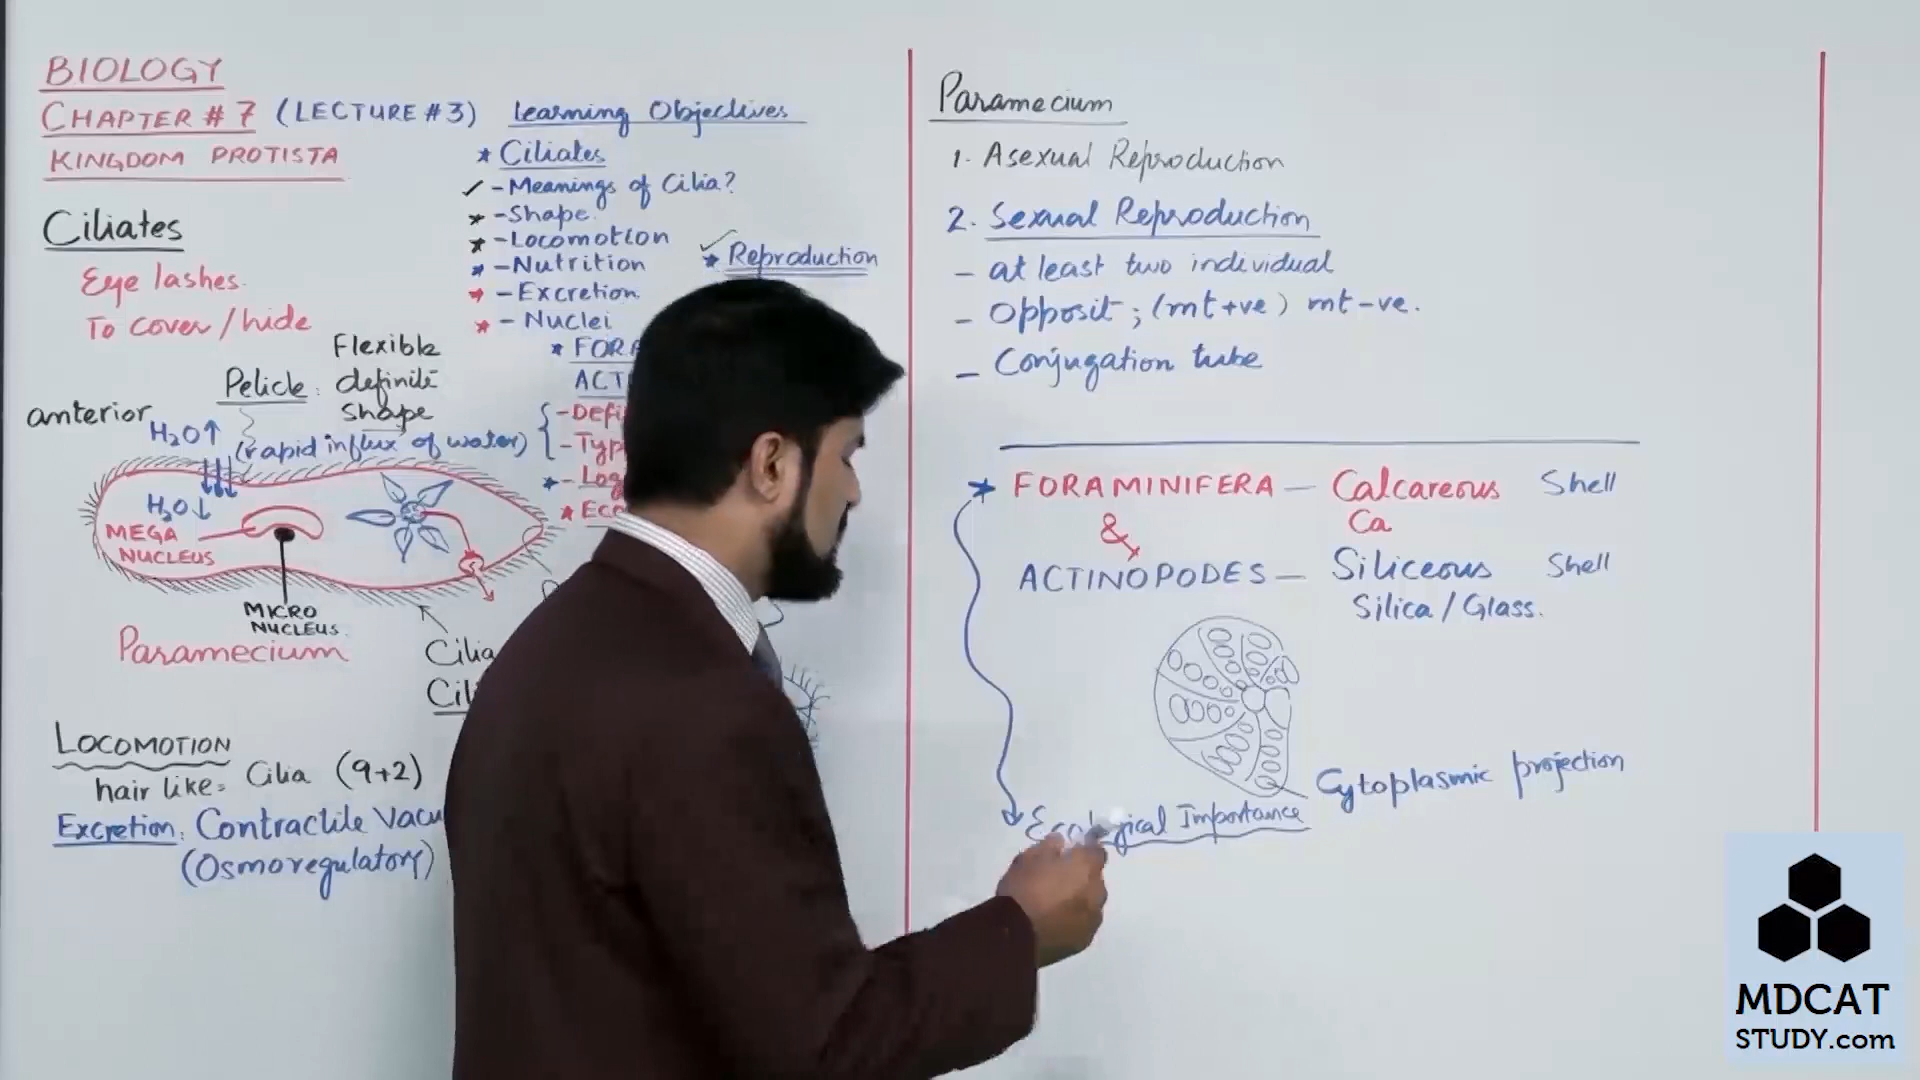 BIOLOGY
CHAPTER # 7 (LECTURE #3) Learning Objectives
KINGDOM PROTISTA
* Ciliates
✓ - Meanings of Cilia?
* - Shape
* - Locomotion
* - Nutrition
* Reproduction
- Excretion
* - Nuclei
Ciliates
Eye lashes
To cover / hide
Pelicle : Flexible
definite
shape
anterior
H2O↑
(rapid influx of water)
H2O↓
MEGA
NUCLEUS
MICRO
NUCLEUS
Paramecium
Cilia
LOCOMOTION
hair like = Cilia (9+2)
Excretion: Contractile
(Osmoregulatory)
Paramecium
1. Asexual Reproduction
2. Sexual Reproduction
- at least two individual
- Opposit ; (mt+ve) mt-ve.
- Conjugation tube
* FORAMINIFERA - Calcareous Shell
& Ca
ACTINOPODES - Siliceous Shell
Silica / Glass.
Cytoplasmic projection
Ecological Importance
MDCAT
STUDY.com